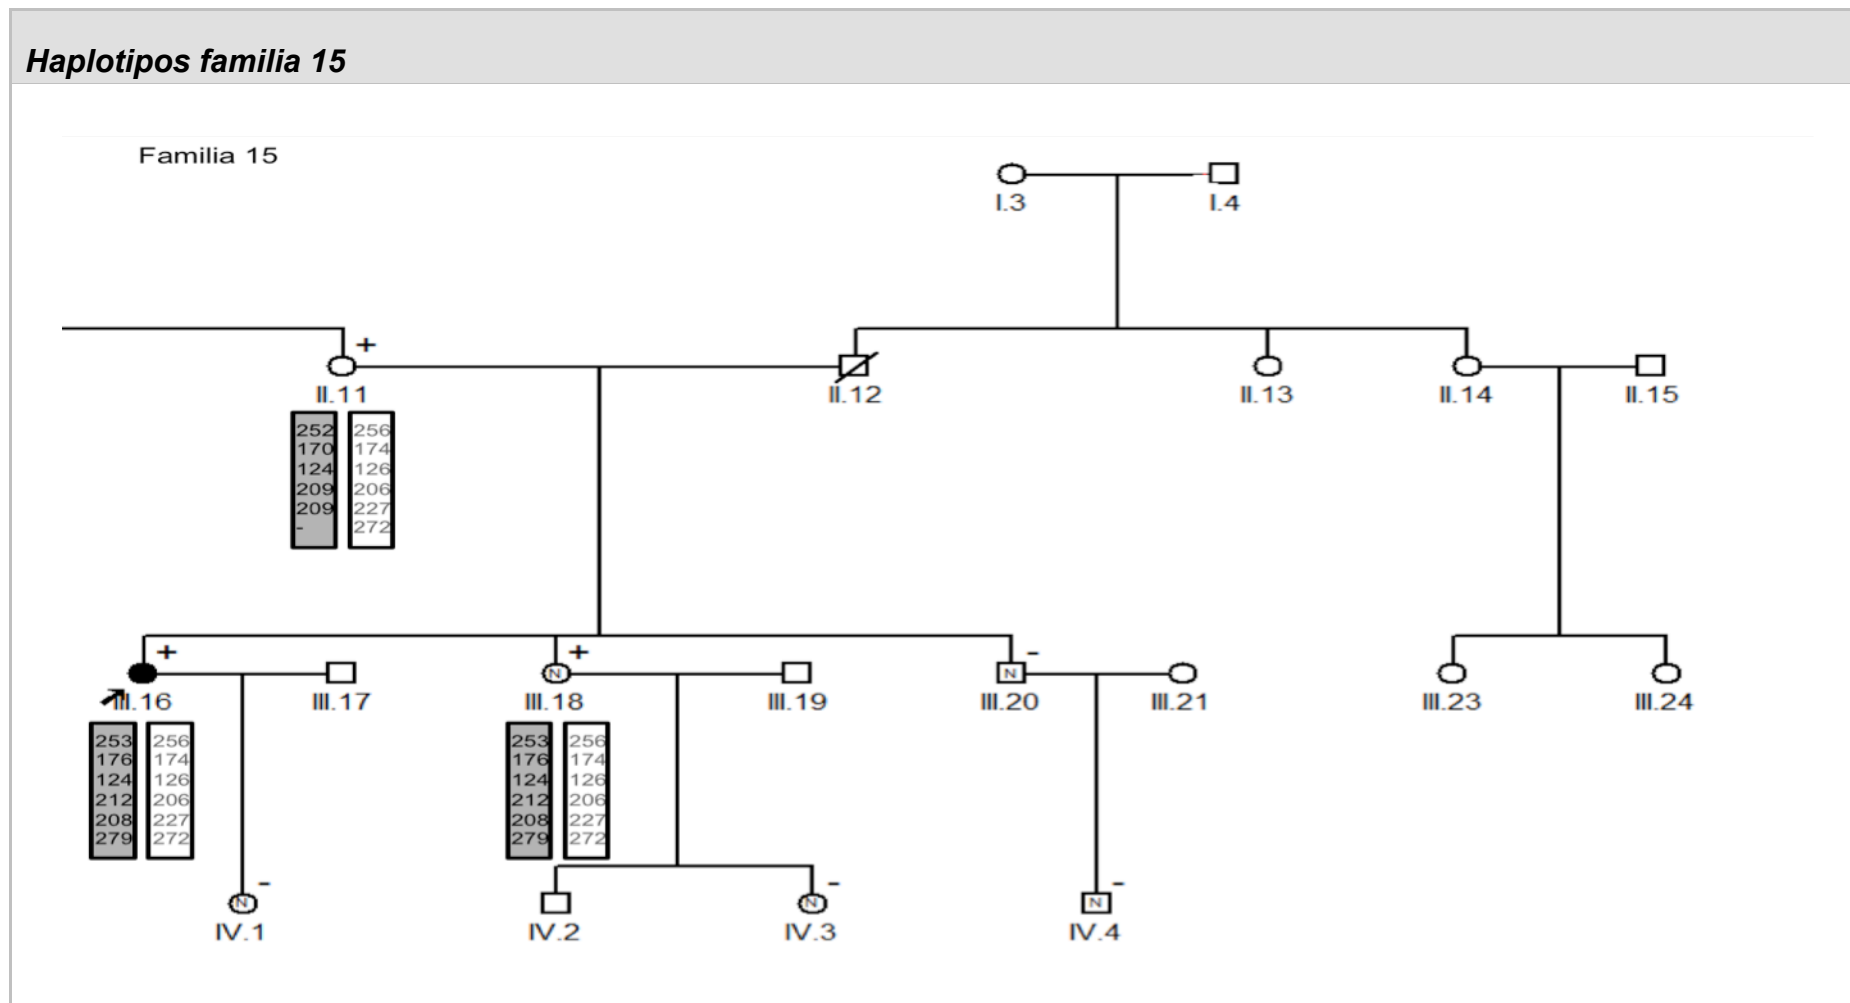 Haplotipos familia 15
Familia 15
I.3 I.4
+
II.11 II.12 II.13 II.14 II.15
252 256
170 174
124 126
209 206
209 227
- 272
+ + -
N N
III.16 III.17 III.18 III.19 III.20 III.21 III.23 III.24
253 256 253 256
176 174 176 174
124 126 124 126
212 206 212 206
208 227 208 227
279 272 279 272
- - -
N N N
IV.1 IV.2 IV.3 IV.4